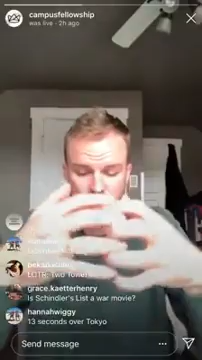 campusfellowship
was live · 2h ago
LOTR: Two Towers
grace.kaetterhenry
Is Schindler's List a war movie?
hannahwiggy
13 seconds over Tokyo
Send message